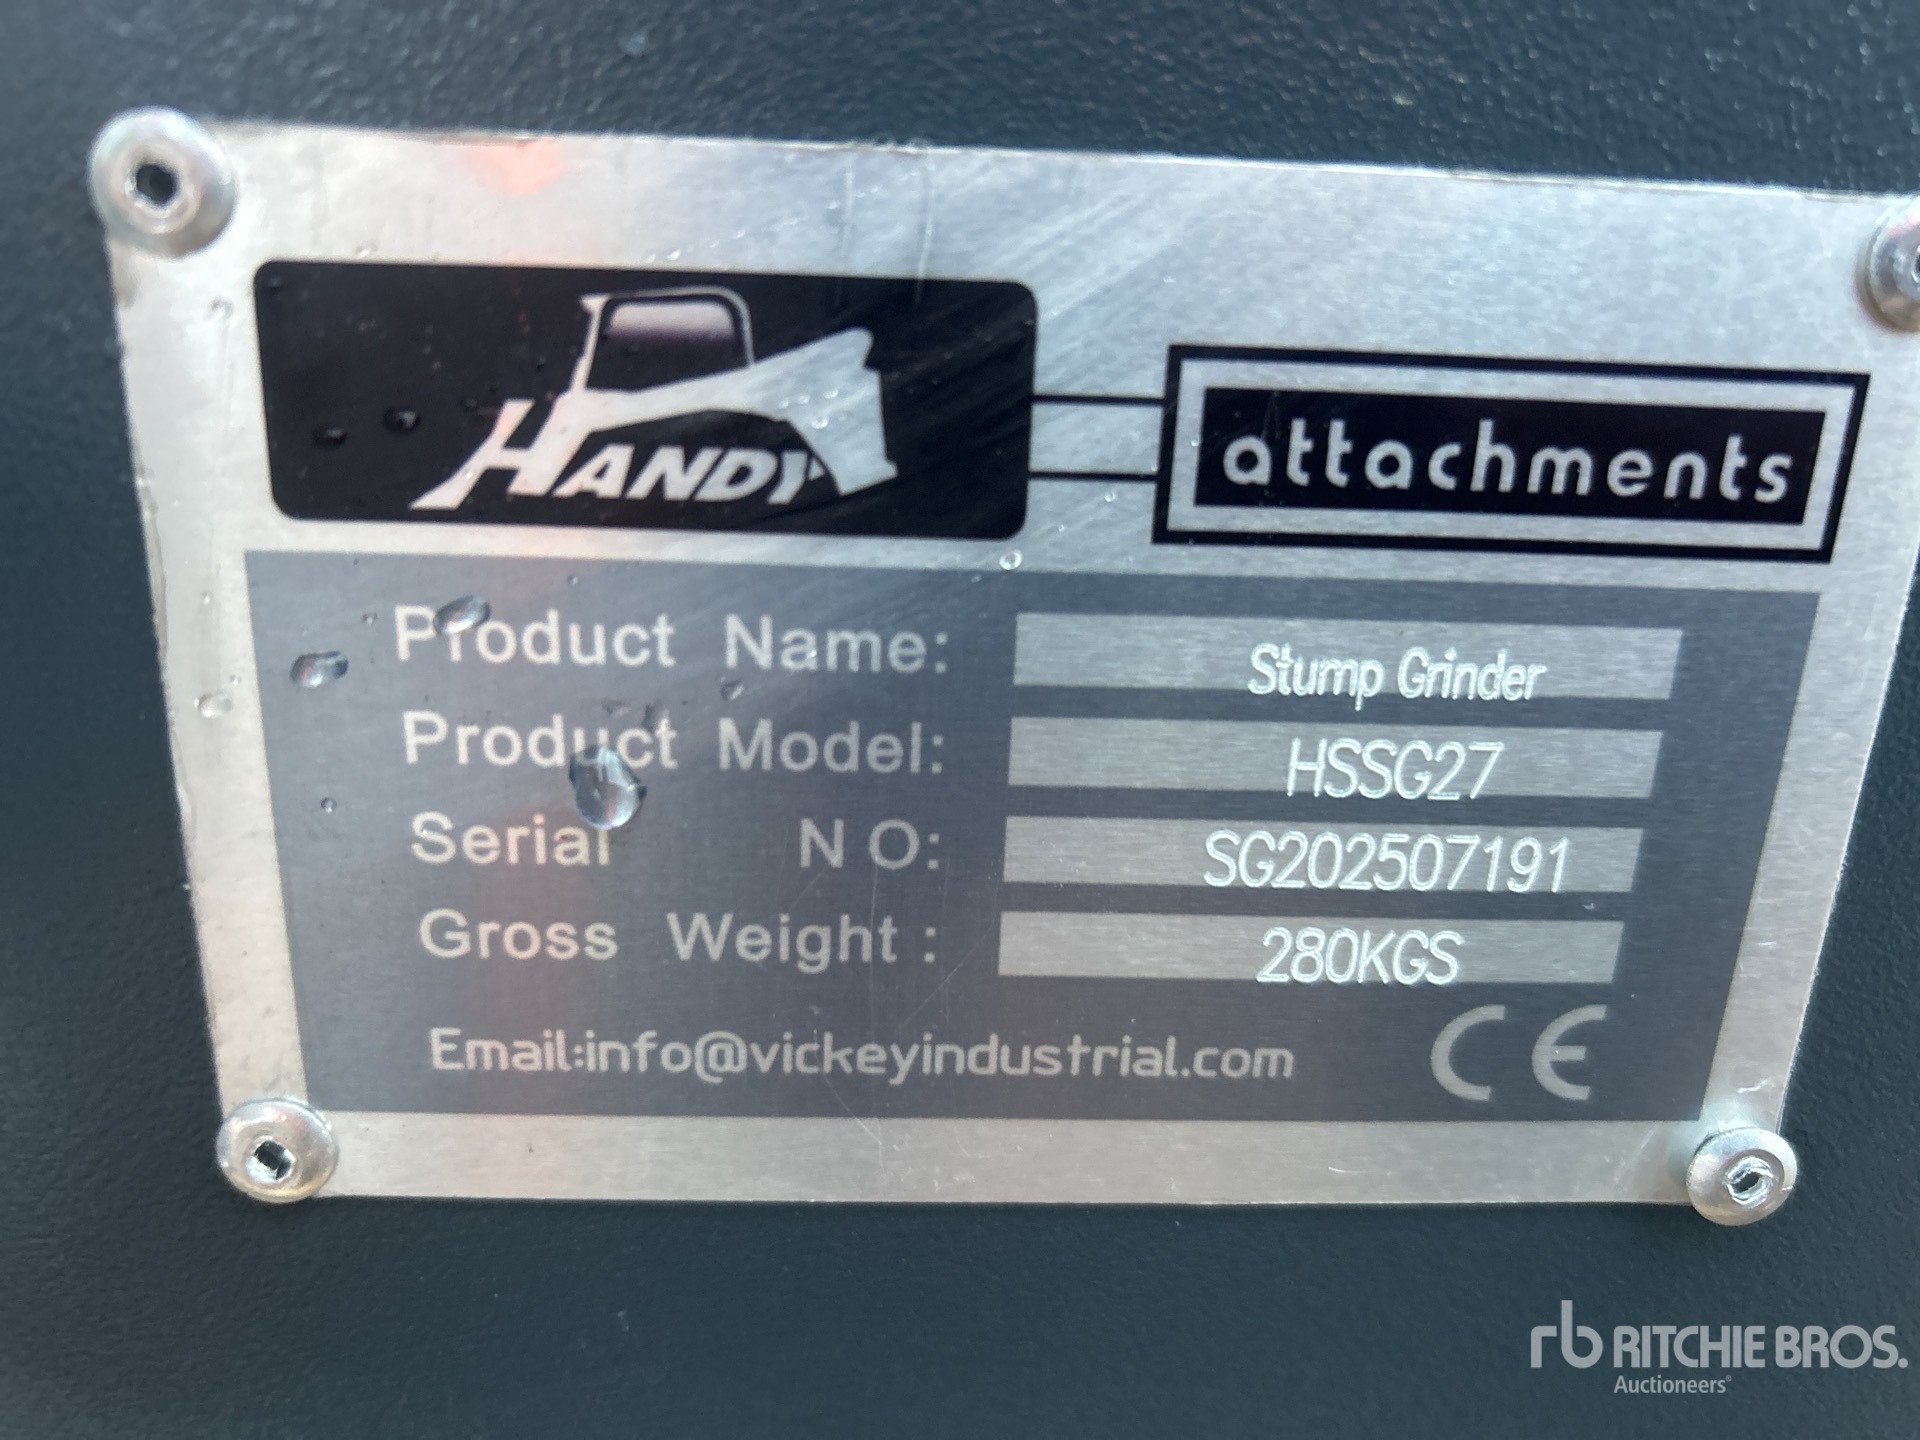 HANDY
attachments
Product Name: Stump Grinder
Product Model: HSSG27
Serial NO: SG202507191
Gross Weight: 280KGS
Email:info@vickeyindustrial.com CE
rb RITCHIE BROS.
Auctioneers®